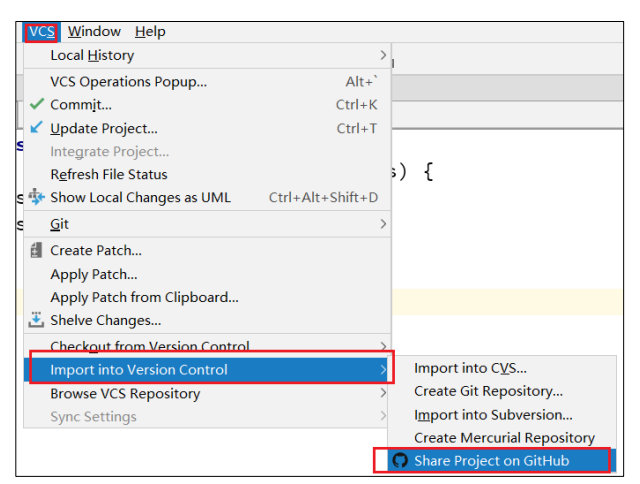 VCS Window Help
Local History
VCS Operations Popup... Alt+`
Commit... Ctrl+K
Update Project... Ctrl+T
Integrate Project...
Refresh File Status
s) {
Show Local Changes as UML Ctrl+Alt+Shift+D
Git
Create Patch...
Apply Patch...
Apply Patch from Clipboard...
Shelve Changes...
Checkout from Version Control
Import into Version Control
Import into CVS...
Browse VCS Repository
Create Git Repository...
Sync Settings
Import into Subversion...
Create Mercurial Repository
Share Project on GitHub